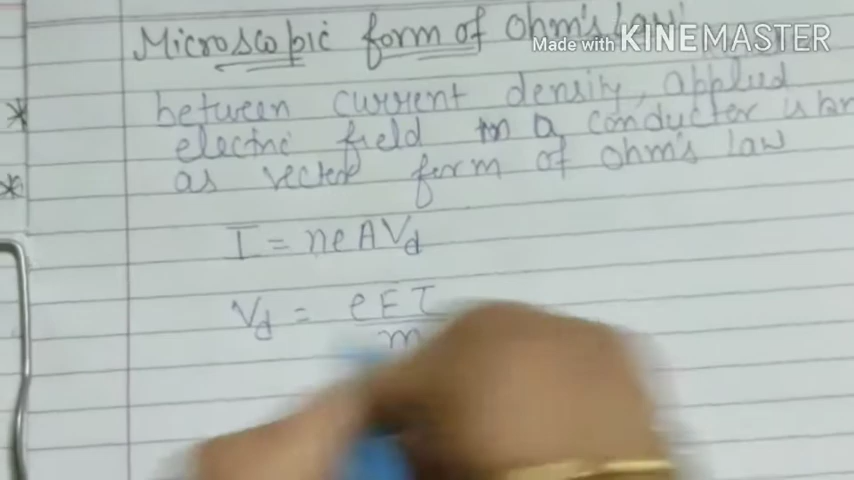 Microscopic form of Ohm's law
Made with KINEMASTER
between current density, applied
electric field in a conductor is
as vector form of ohm's law
I = neAVd
Vd = eEτ
m